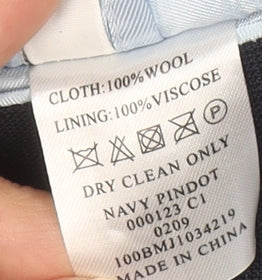 CLOTH:100%WOOL
LINING:100%VISCOSE
P
DRY CLEAN ONLY
NAVY PINDOT
000123 C1
0209
100BMJ1034219
MADE IN CHINA